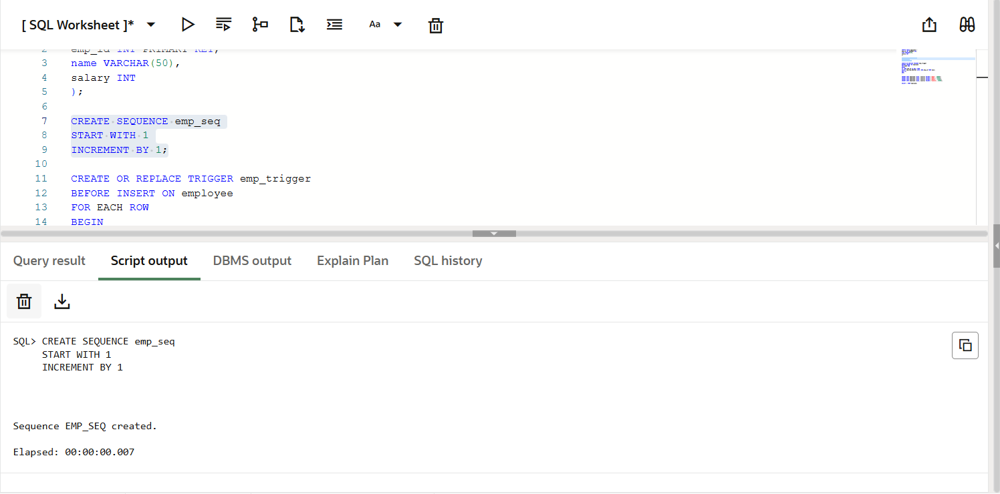 [ SQL Worksheet ]*
Aa
2 emp_id INT PRIMARY KEY,
3 name VARCHAR(50),
4 salary INT
5 );
6
7 CREATE SEQUENCE emp_seq
8 START WITH 1
9 INCREMENT BY 1;
10
11 CREATE OR REPLACE TRIGGER emp_trigger
12 BEFORE INSERT ON employee
13 FOR EACH ROW
14 BEGIN
Query result Script output DBMS output Explain Plan SQL history
SQL> CREATE SEQUENCE emp_seq
START WITH 1
INCREMENT BY 1
Sequence EMP_SEQ created.
Elapsed: 00:00:00.007